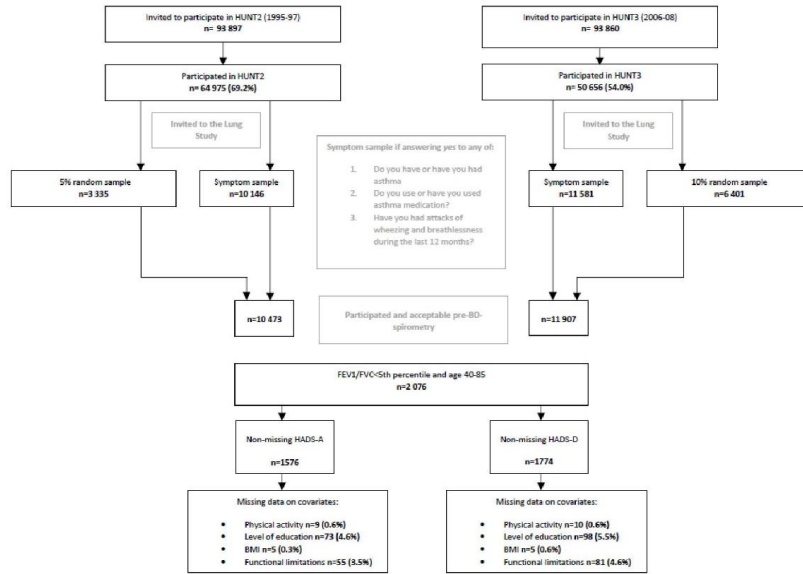 Invited to participate in HUNT2 (1995-97)
n= 93 897
Invited to participate in HUNT3 (2006-08)
n= 93 860
Participated in HUNT2
n= 64 975 (69.2%)
Participated in HUNT3
n= 50 656 (54.0%)
Invited to the Lung
Study
Invited to the Lung
Study
Symptom sample if answering yes to any of:
1. Do you have or have you had
asthma
2. Do you use or have you used
asthma medication?
3. Have you had attacks of
wheezing and breathlessness
during the last 12 months?
5% random sample
n=3 335
Symptom sample
n=10 146
Symptom sample
n=11 581
10% random sample
n=6 401
n=10 473
Participated and acceptable pre-BD-
spirometry
n=11 907
FEV1/FVC<5th percentile and age 40-85
n=2 076
Non-missing HADS-A
n=1576
Non-missing HADS-D
n=1774
Missing data on covariates:
• Physical activity n=9 (0.6%)
• Level of education n=73 (4.6%)
• BMI n=5 (0.3%)
• Functional limitations n=55 (3.5%)
Missing data on covariates:
• Physical activity n=10 (0.6%)
• Level of education n=98 (5.5%)
• BMI n=5 (0.6%)
• Functional limitations n=81 (4.6%)